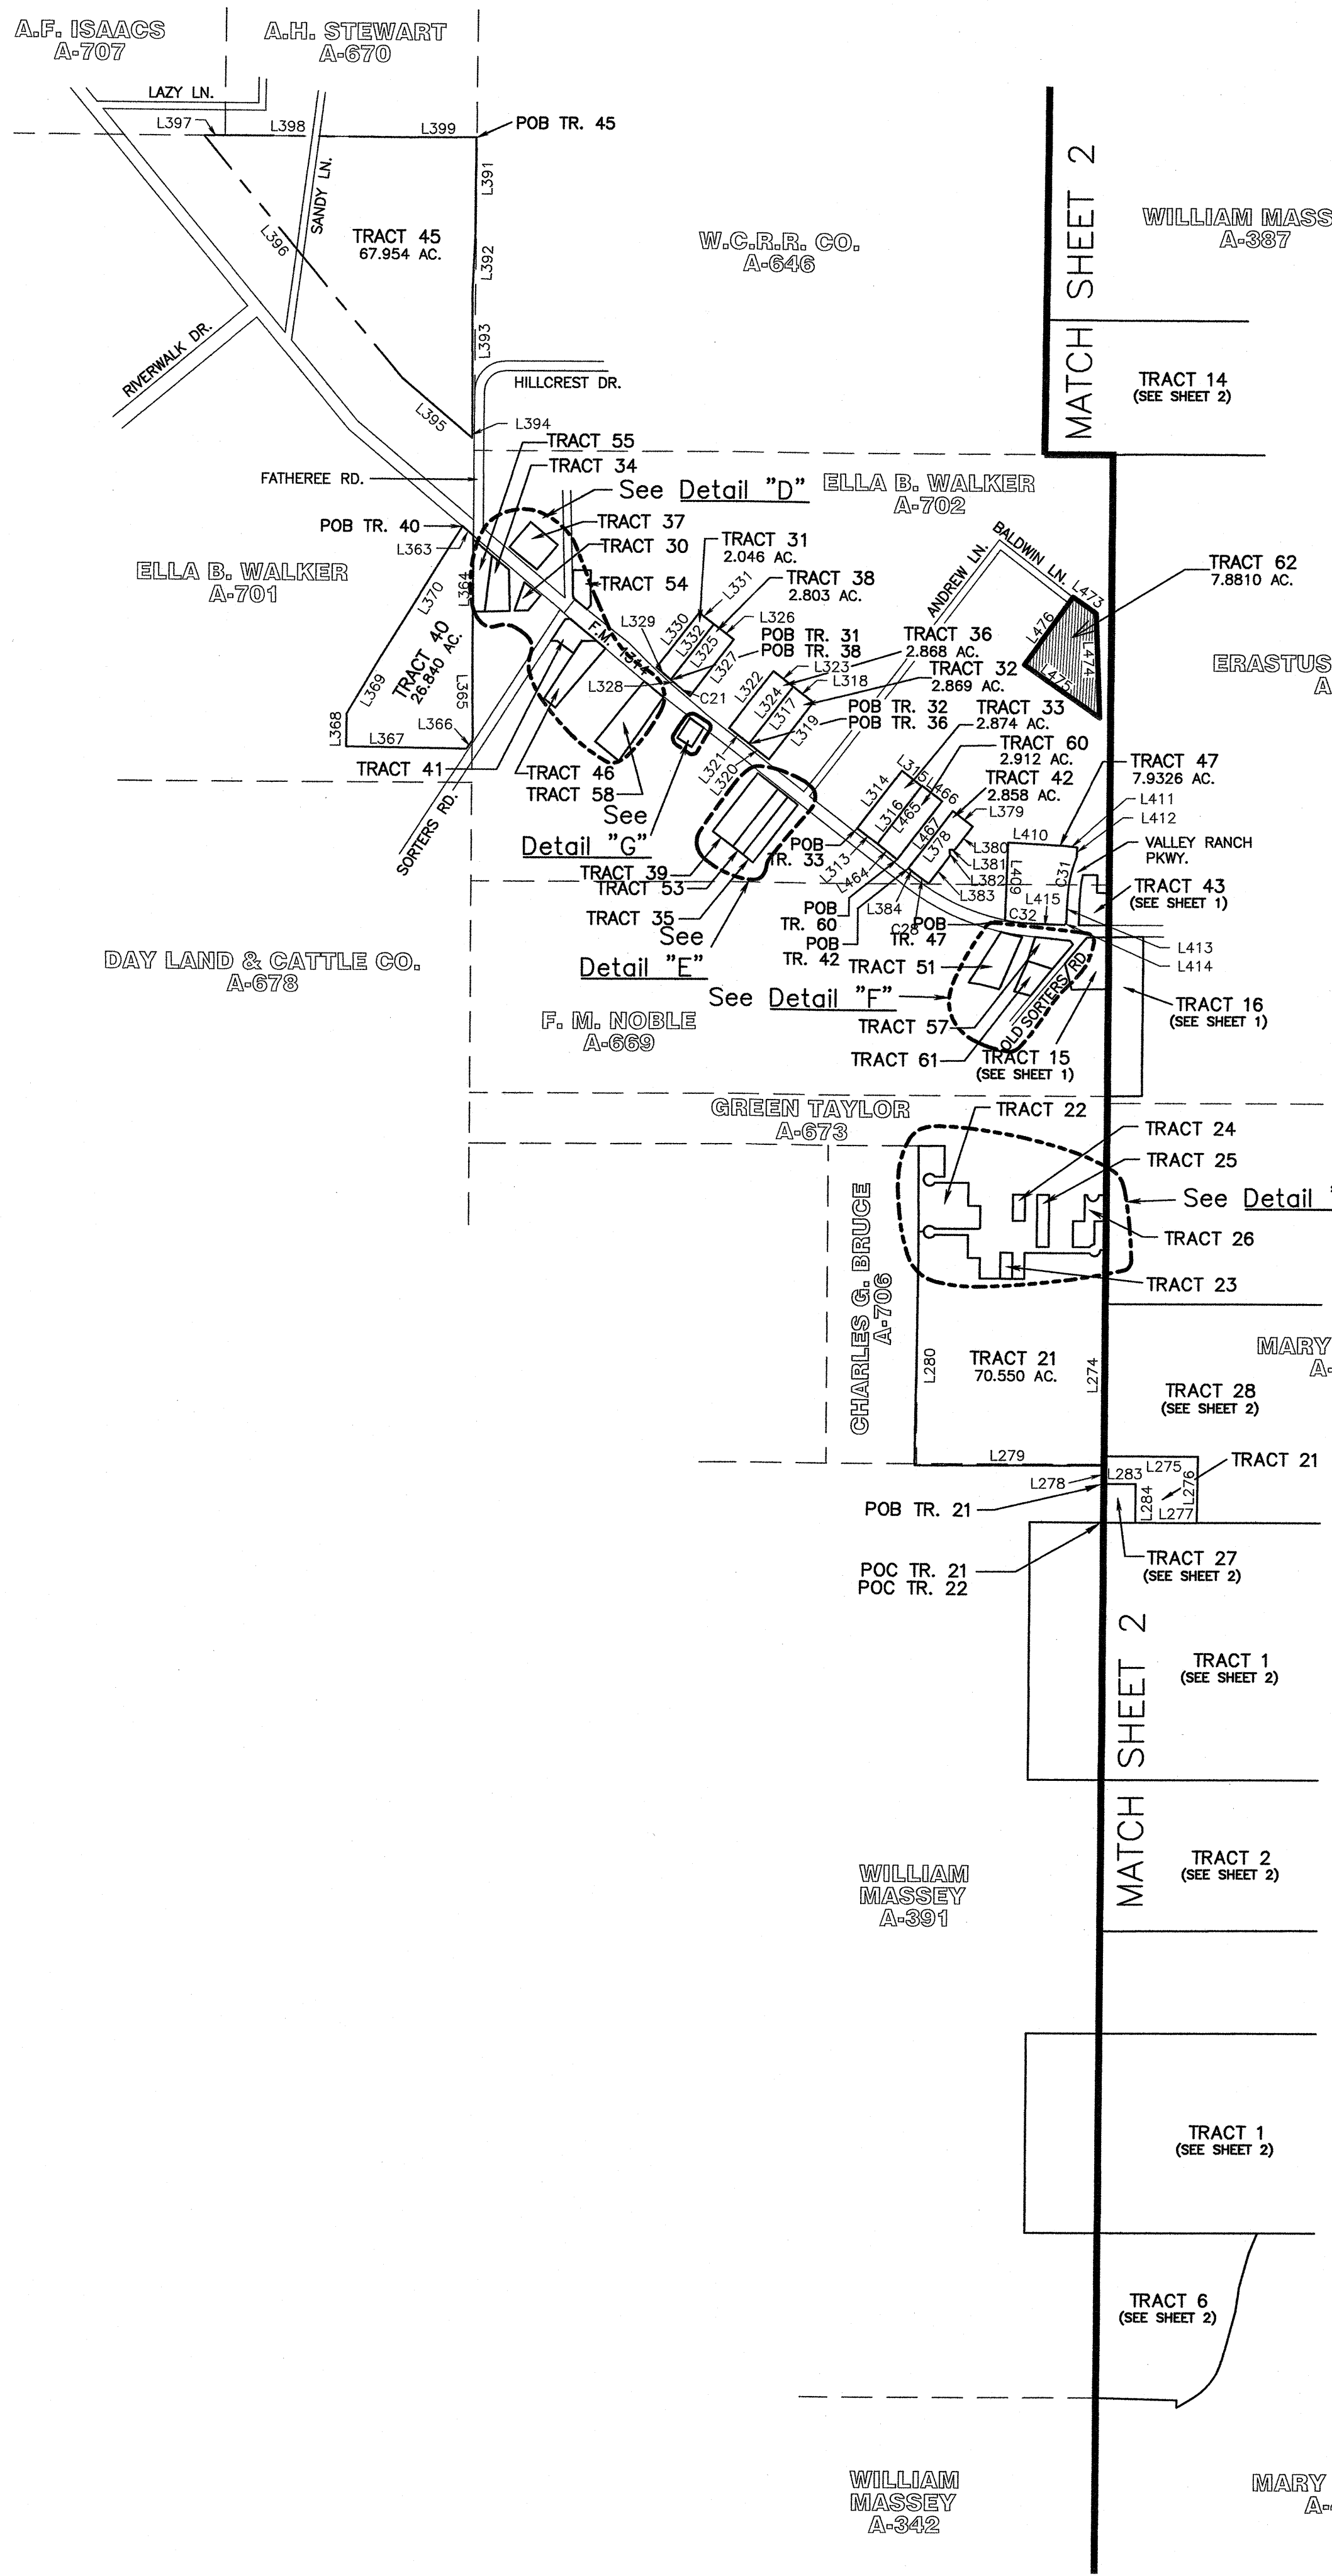 A.F. ISAACS
A-707
A.H. STEWART
A-670
LAZY LN.
L397
L398
L399
POB TR. 45
SANDY LN.
L391
L396
TRACT 45
67.954 AC.
L392
W.C.R.R. CO.
A-646
MATCH SHEET 2
WILLIAM MASS
A-387
RIVERWALK DR.
L393
HILLCREST DR.
TRACT 14
(SEE SHEET 2)
L395
L394
TRACT 55
FATHEREE RD.
TRACT 34
See Detail "D"
ELLA B. WALKER
A-702
POB TR. 40
L363
TRACT 37
TRACT 30
TRACT 54
ELLA B. WALKER
A-701
L370
L364
TRACT 40
26.840 AC.
L369
L365
L368
L367
L366
TRACT 31
2.046 AC.
L331
TRACT 38
2.803 AC.
L329
L330
L332
L326
L325
L327
POB TR. 31
POB TR. 38
F.M. 1314
L328
C21
ANDREW LN.
BALDWIN LN.
L473
TRACT 62
7.8810 AC.
L476
L474
L475
ERASTUS
A
TRACT 36
2.868 AC.
L323
L318
TRACT 32
2.869 AC.
L322
L324
L317
L319
POB TR. 32
POB TR. 36
L321
L320
TRACT 33
2.874 AC.
TRACT 60
2.912 AC.
TRACT 42
2.858 AC.
TRACT 47
7.9326 AC.
L411
L412
VALLEY RANCH
PKWY.
L314
L315
L466
L316
L465
L379
L467
L378
L380
L381
L382
L383
L410
L409
C31
L415
C32
TRACT 43
(SEE SHEET 1)
L413
L414
POB
TR. 33
L313
L464
L384
C28
POB
TR. 60
POB
TR. 42
POB
TR. 47
TRACT 41
SORTERS RD.
TRACT 46
TRACT 58
See
Detail "G"
TRACT 39
TRACT 53
TRACT 35
See
Detail "E"
TRACT 51
See Detail "F"
TRACT 57
TRACT 61
OLD SORTERS RD.
TRACT 15
(SEE SHEET 1)
TRACT 16
(SEE SHEET 1)
DAY LAND & CATTLE CO.
A-678
F. M. NOBLE
A-669
GREEN TAYLOR
A-673
TRACT 22
TRACT 24
TRACT 25
See Detail "
TRACT 26
TRACT 23
CHARLES G. BRUCE
A-706
L280
TRACT 21
70.550 AC.
L274
MARY
A-
TRACT 28
(SEE SHEET 2)
L279
L278
L283
L275
L284
L276
L277
TRACT 21
POB TR. 21
POC TR. 21
POC TR. 22
TRACT 27
(SEE SHEET 2)
MATCH SHEET 2
TRACT 1
(SEE SHEET 2)
TRACT 2
(SEE SHEET 2)
WILLIAM
MASSEY
A-391
TRACT 1
(SEE SHEET 2)
TRACT 6
(SEE SHEET 2)
WILLIAM
MASSEY
A-342
MARY
A-